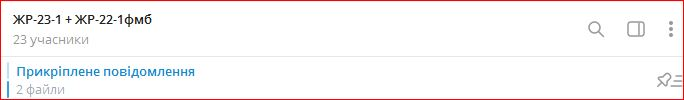 ЖР-23-1 + ЖР-22-1фмб
23 учасники
Прикріплене повідомлення
2 файли